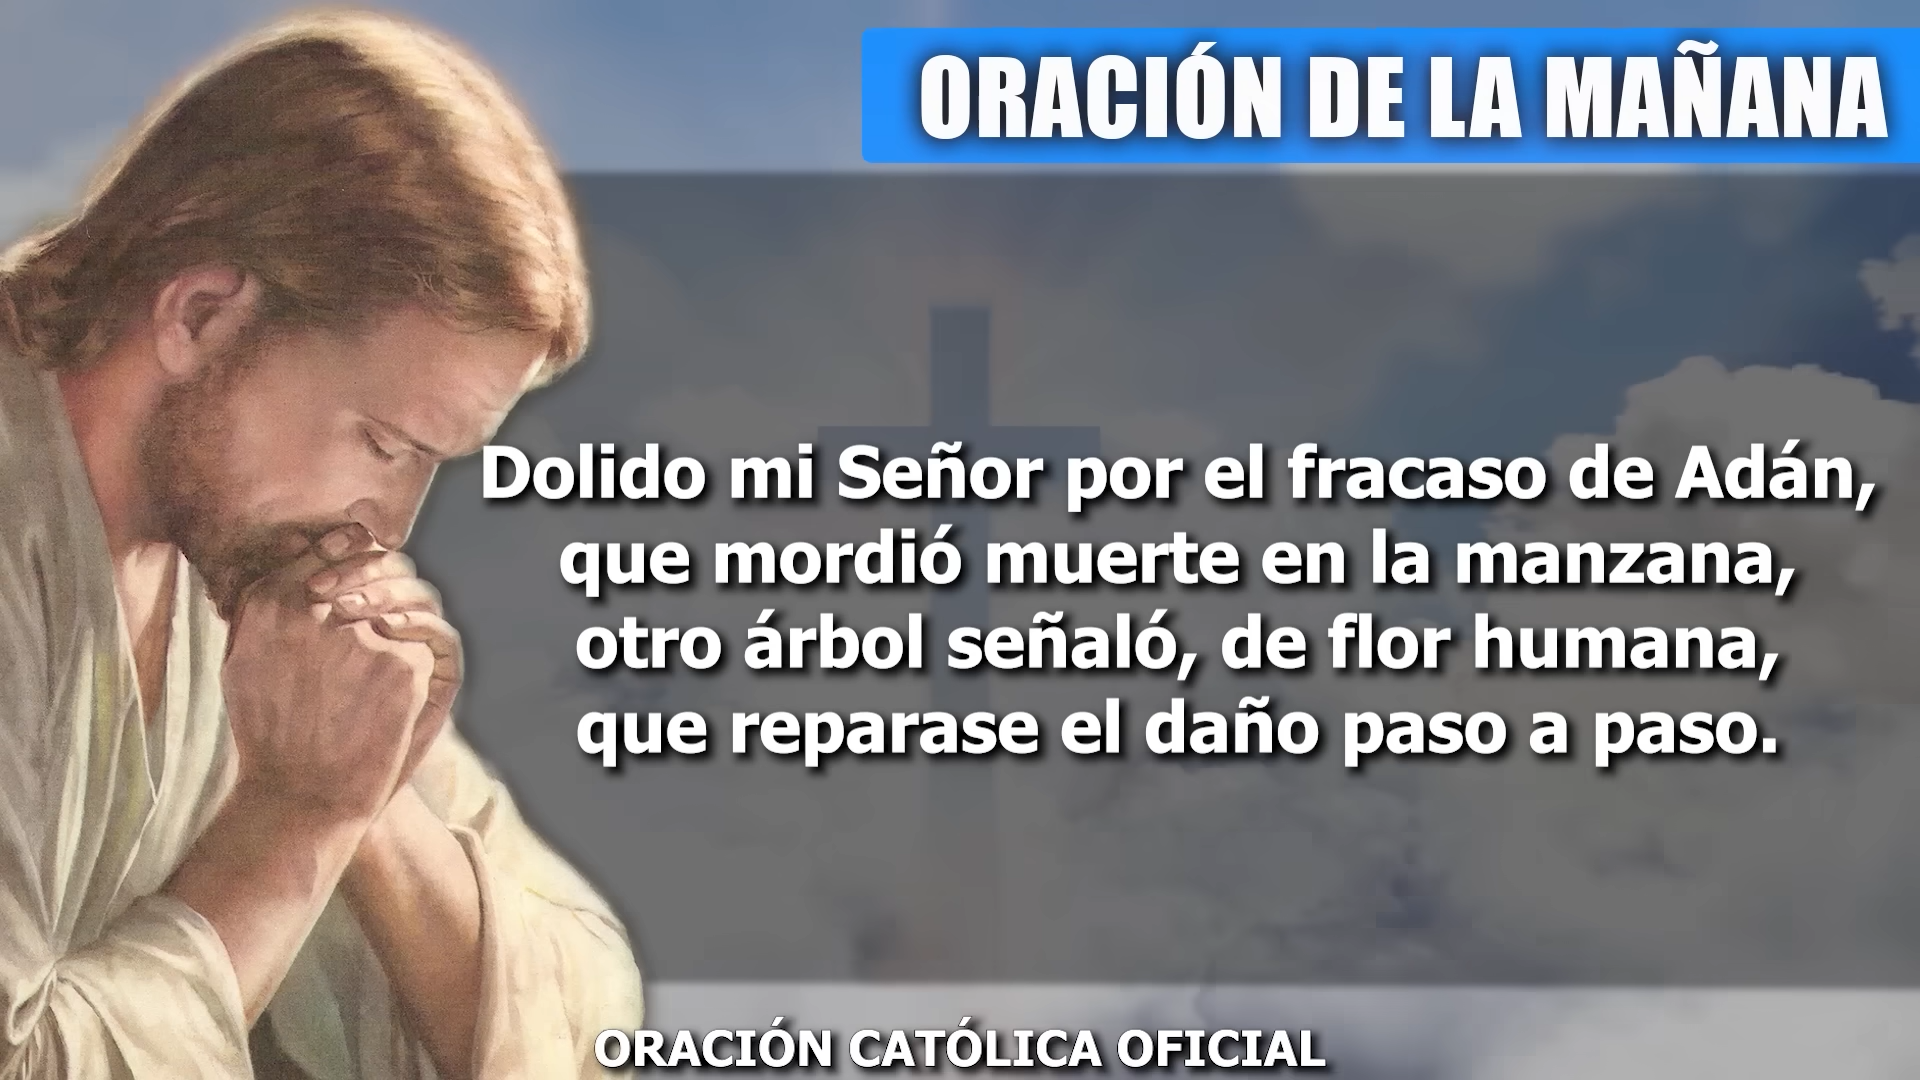 ORACIÓN DE LA MAÑANA
Dolido mi Señor por el fracaso de Adán,
que mordió muerte en la manzana,
otro árbol señaló, de flor humana,
que reparase el daño paso a paso.
ORACIÓN CATÓLICA OFICIAL